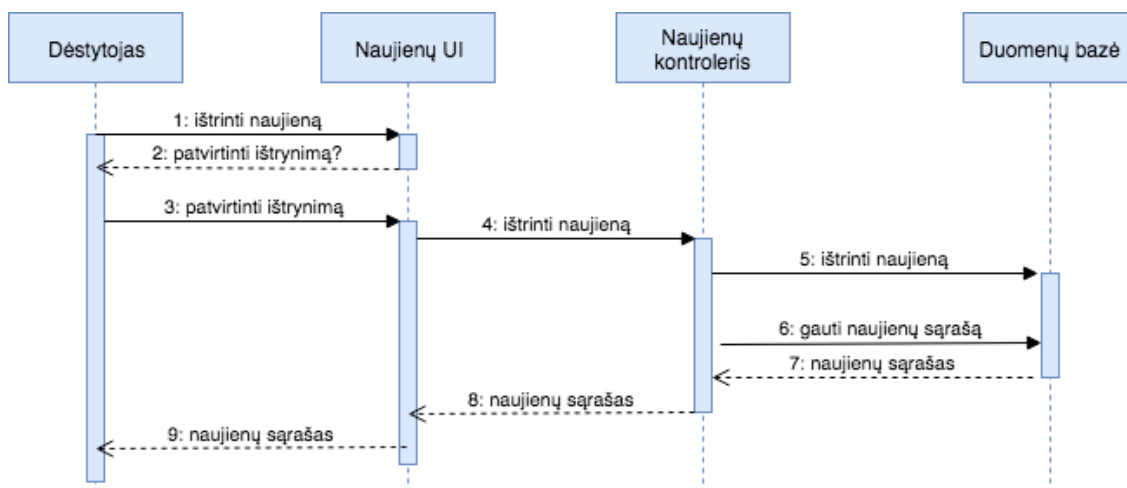 Dėstytojas
Naujienų UI
Naujienų
kontroleris
Duomenų bazė
1: ištrinti naujieną
2: patvirtinti ištrynimą?
3: patvirtinti ištrynimą
4: ištrinti naujieną
5: ištrinti naujieną
6: gauti naujienų sąrašą
7: naujienų sąrašas
8: naujienų sąrašas
9: naujienų sąrašas